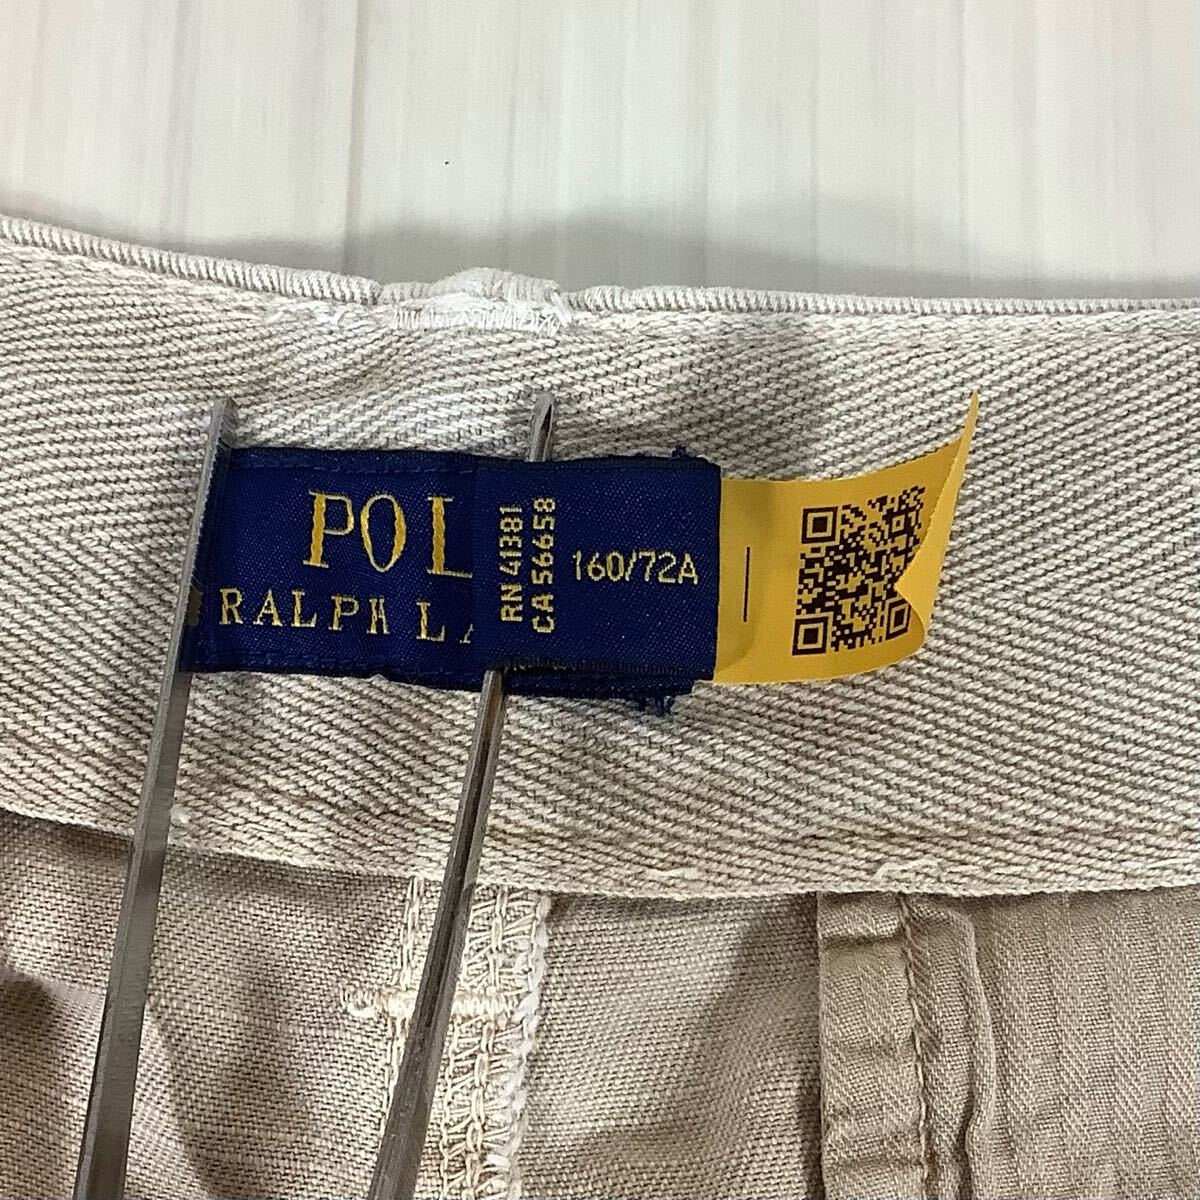 POL
RALPH LA
RN 41381
CA 56658
160/72A